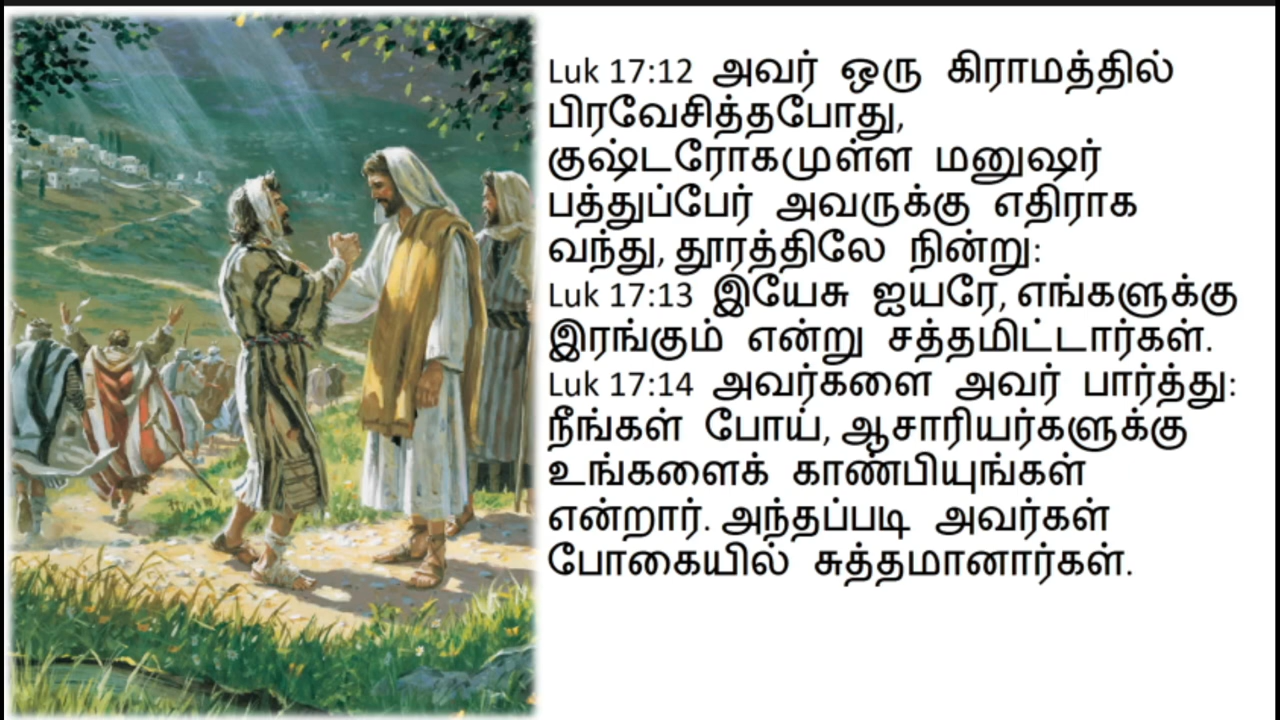 Luk 17:12 அவர் ஒரு கிராமத்தில்
பிரவேசித்தபோது,
குஷ்டரோகமுள்ள மனுஷர்
பத்துப்பேர் அவருக்கு எதிராக
வந்து, தூரத்திலே நின்று:
Luk 17:13 இயேசு ஐயரே, எங்களுக்கு
இரங்கும் என்று சத்தமிட்டார்கள்.
Luk 17:14 அவர்களை அவர் பார்த்து:
நீங்கள் போய், ஆசாரியர்களுக்கு
உங்களைக் காண்பியுங்கள்
என்றார். அந்தப்படி அவர்கள்
போகையில் சுத்தமானார்கள்.